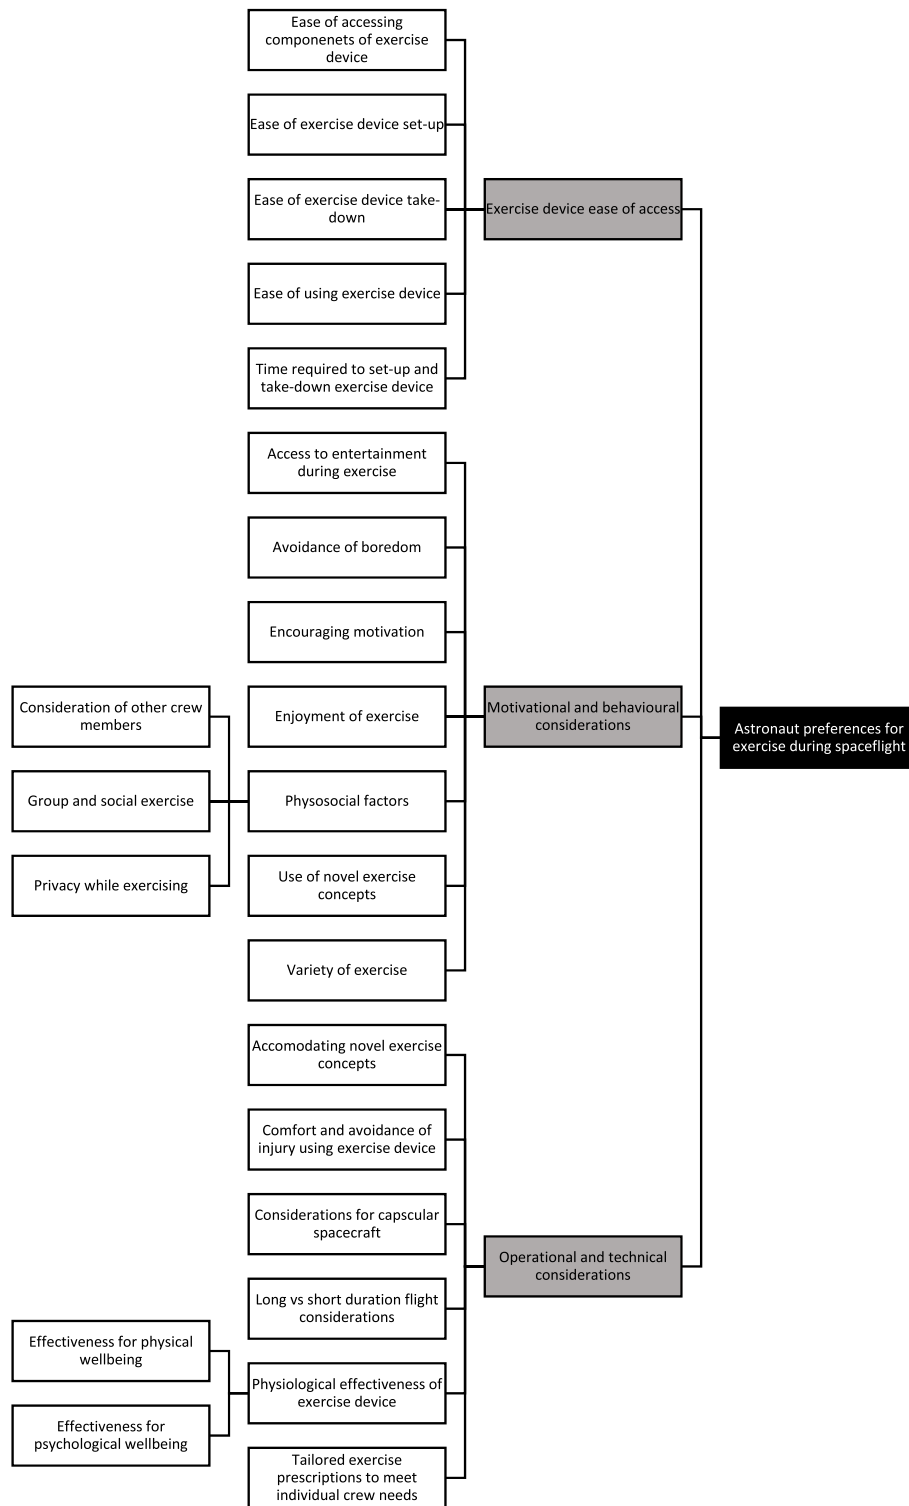 Ease of accessing
componenets of exercise
device
Ease of exercise device set-up
Ease of exercise device take-
down
Exercise device ease of access
Ease of using exercise device
Time required to set-up and
take-down exercise device
Access to entertainment
during exercise
Avoidance of boredom
Encouraging motivation
Consideration of other crew
members
Enjoyment of exercise
Motivational and behavioural
considerations
Astronaut preferences for
exercise during spaceflight
Group and social exercise
Physosocial factors
Privacy while exercising
Use of novel exercise
concepts
Variety of exercise
Accomodating novel exercise
concepts
Comfort and avoidance of
injury using exercise device
Considerations for capscular
spacecraft
Operational and technical
considerations
Long vs short duration flight
considerations
Effectiveness for physical
wellbeing
Physiological effectiveness of
exercise device
Effectiveness for
psychological wellbeing
Tailored exercise
prescriptions to meet
individual crew needs